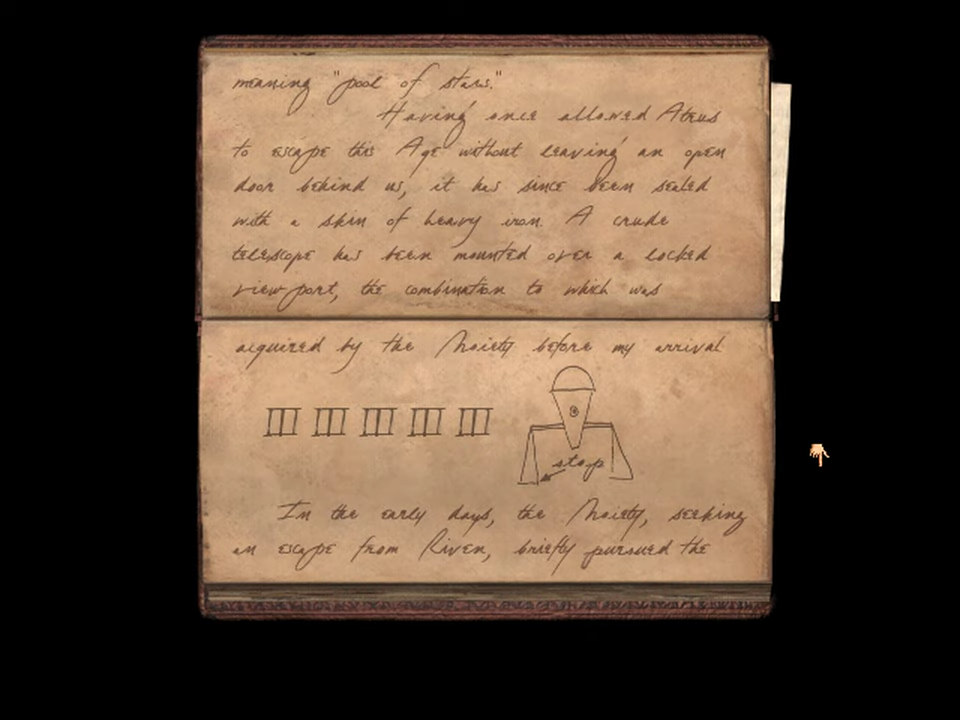 meaning "pool of stars."
Having once allowed Atrus
to escape this Age without leaving an open
door behind us, it has since been sealed
with a skin of heavy iron. A crude
telescope has been mounted over a locked
viewport, the combination to which was
acquired by the Moiety before my arrival
stop
In the early days, the Moiety, seeking
an escape from Riven, briefly pursued the